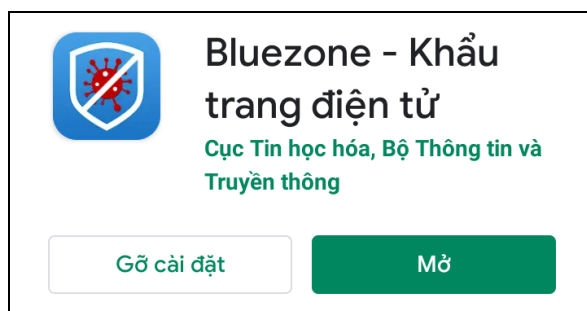 Bluezone - Khẩu
trang điện tử
Cục Tin học hóa, Bộ Thông tin và
Truyền thông
Gỡ cài đặt
Mở